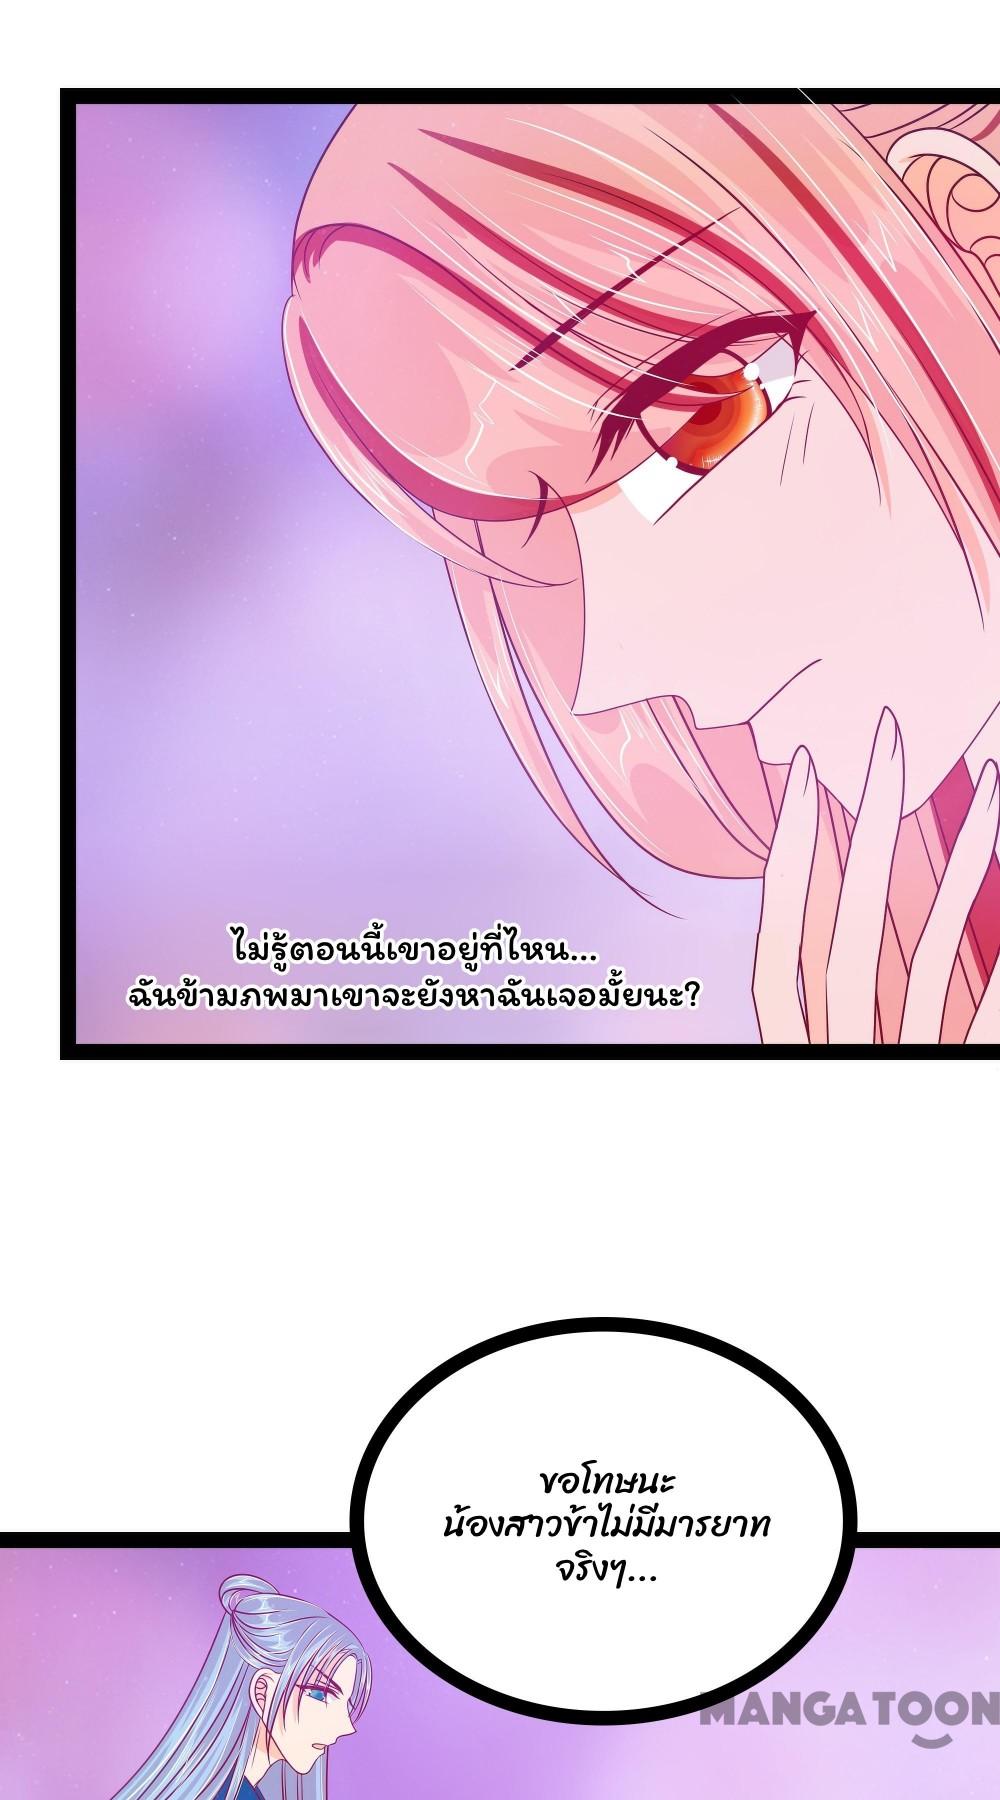 ไม่รู้ตอนนี้เขาอยู่ที่ไหน...
ฉันข้ามภพมาเขาจะยังหาฉันเจอมั้ยนะ?
ขอโทษนะ
น้องสาวข้าไม่มีมารยาท
จริงๆ...
MANGATOON